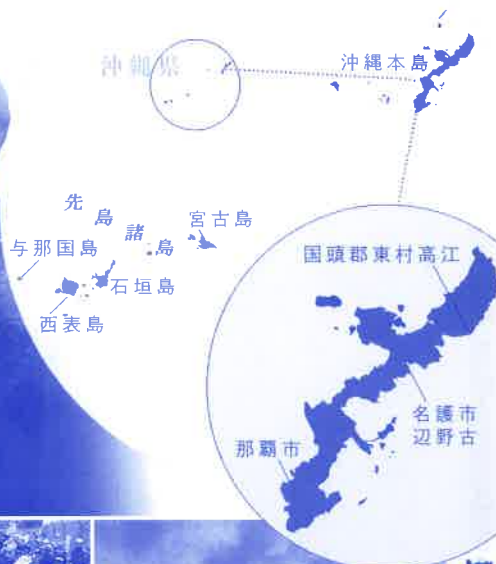 沖縄県
沖縄本島
先島諸島
宮古島
与那国島
石垣島
西表島
国頭郡東村高江
名護市
辺野古
那覇市